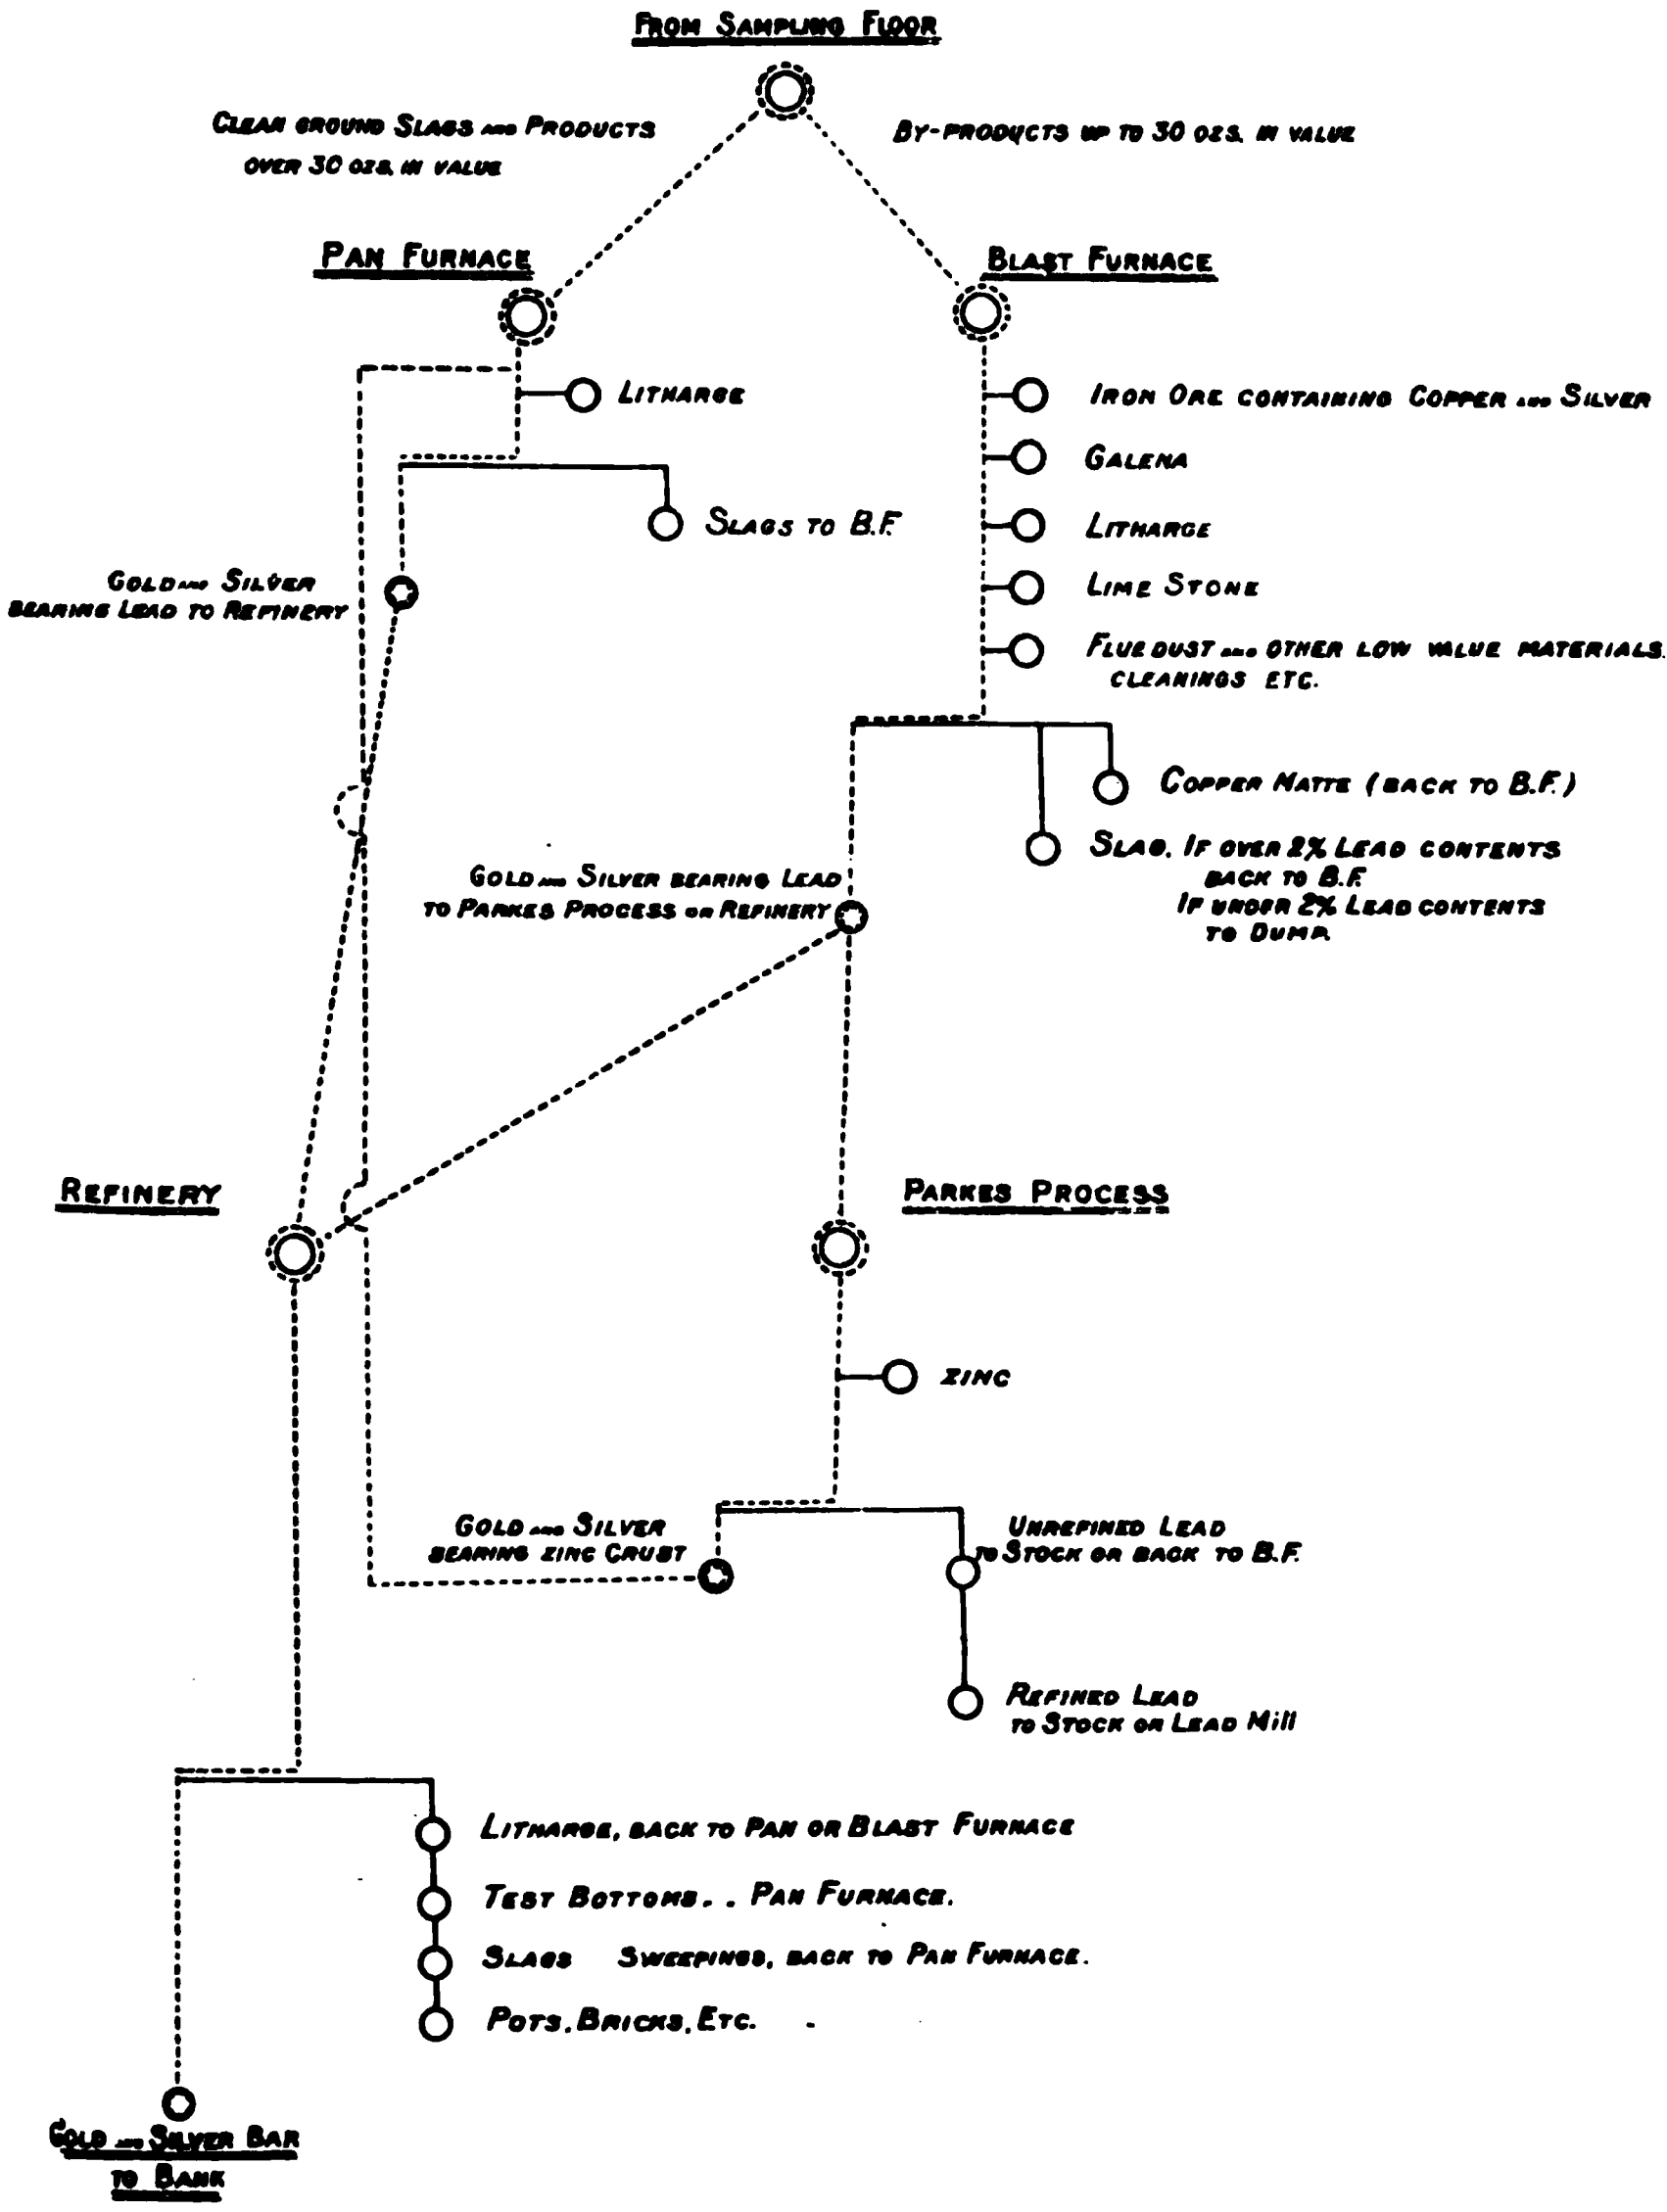 FROM SAMPLING FLOOR
CLEAN GROUND SLAGS AND PRODUCTS
OVER 30 OZS. IN VALUE
BY-PRODUCTS UP TO 30 OZS. IN VALUE
PAN FURNACE
BLAST FURNACE
LITHARGE
IRON ORE CONTAINING COPPER AND SILVER
GALENA
SLAGS TO B.F.
LITHARGE
GOLD AND SILVER
BEARING LEAD TO REFINERY
LIME STONE
FLUE DUST AND OTHER LOW VALUE MATERIALS.
CLEANINGS ETC.
COPPER MATTE (BACK TO B.F.)
SLAG. IF OVER 2% LEAD CONTENTS
BACK TO B.F.
IF UNDER 2% LEAD CONTENTS
TO DUMP.
GOLD AND SILVER BEARING LEAD
TO PARKES PROCESS OR REFINERY
REFINERY
PARKES PROCESS
ZINC
GOLD AND SILVER
BEARING ZINC CRUST
UNREFINED LEAD
TO STOCK OR BACK TO B.F.
REFINED LEAD
TO STOCK OR LEAD Mill
LITHARGE, BACK TO PAN OR BLAST FURNACE
TEST BOTTOMS. . PAN FURNACE.
SLAGS SWEEPINGS, BACK TO PAN FURNACE.
POTS, BRICKS, ETC. -
GOLD AND SILVER BAR
TO BANK